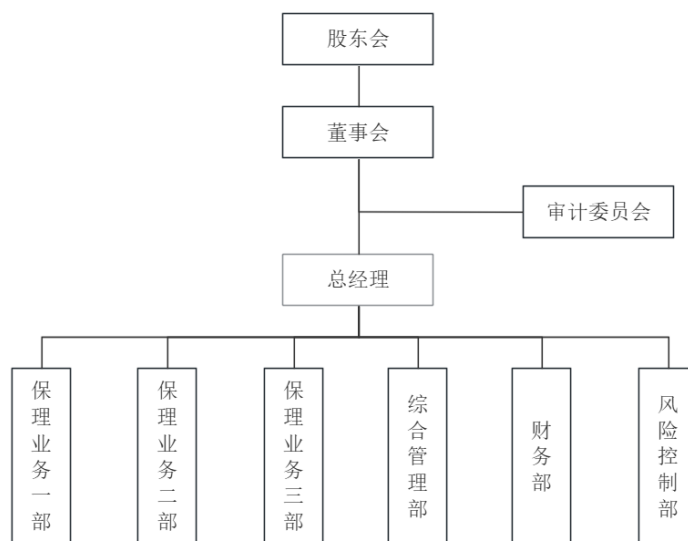 股东会
董事会
审计委员会
总经理
保理业务一部
保理业务二部
保理业务三部
综合管理部
财务部
风险控制部